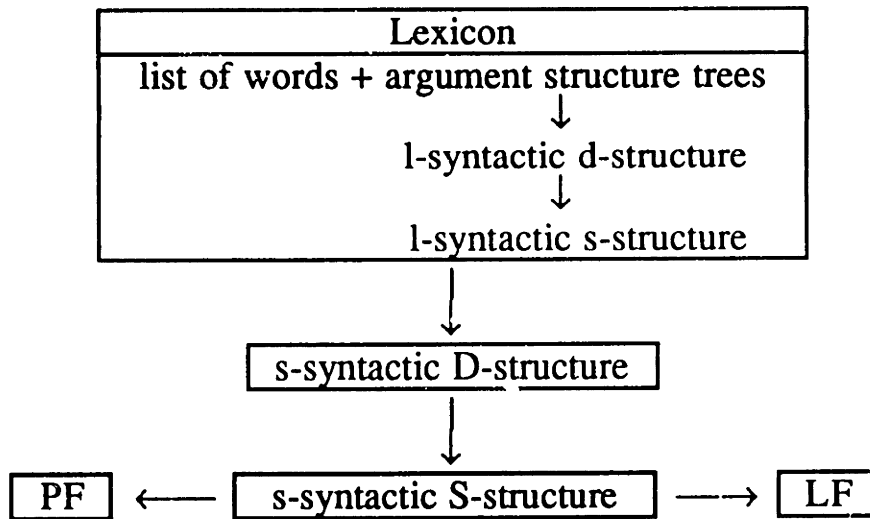 Lexicon
list of words + argument structure trees
l-syntactic d-structure
l-syntactic s-structure
s-syntactic D-structure
PF s-syntactic S-structure LF